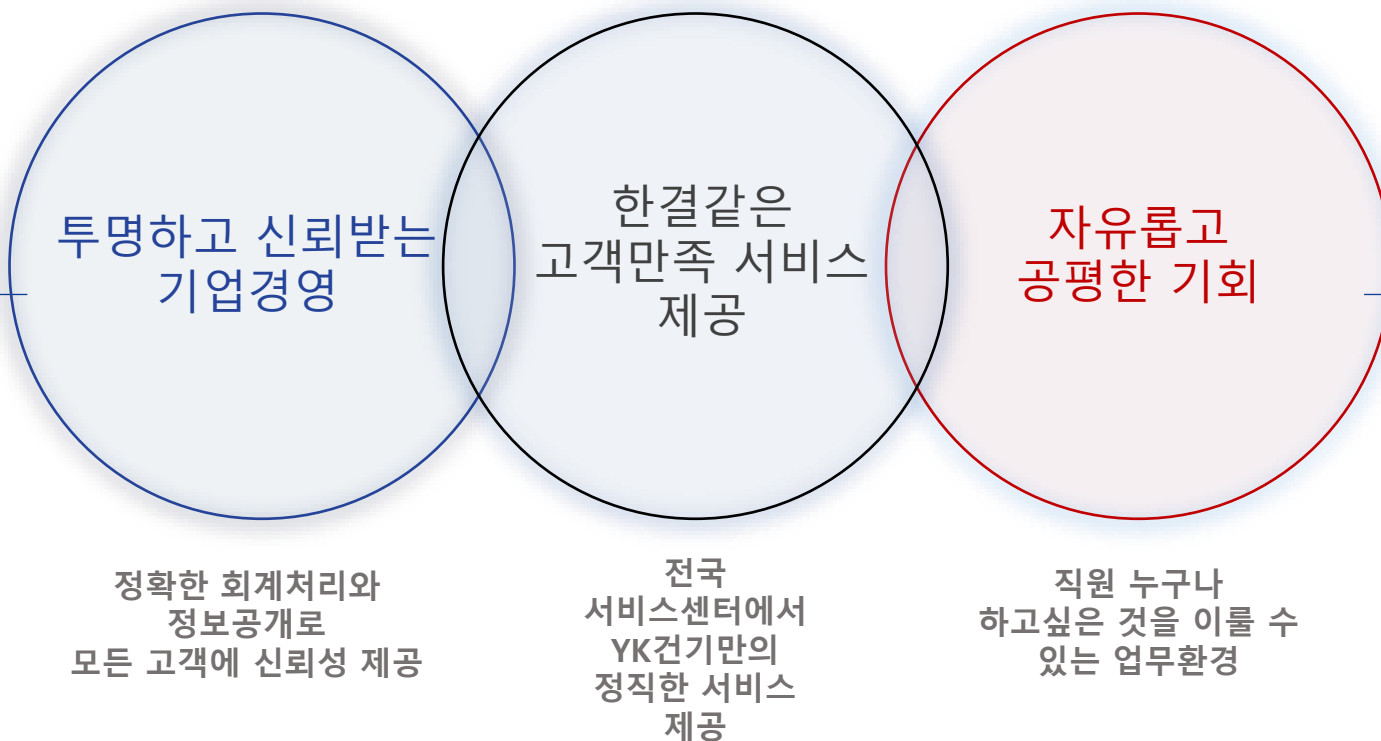 투명하고 신뢰받는
기업경영
한결같은
고객만족 서비스
제공
자유롭고
공평한 기회
정확한 회계처리와
정보공개로
모든 고객에 신뢰성 제공
전국
서비스센터에서
YK건기만의
정직한 서비스
제공
직원 누구나
하고싶은 것을 이룰 수
있는 업무환경